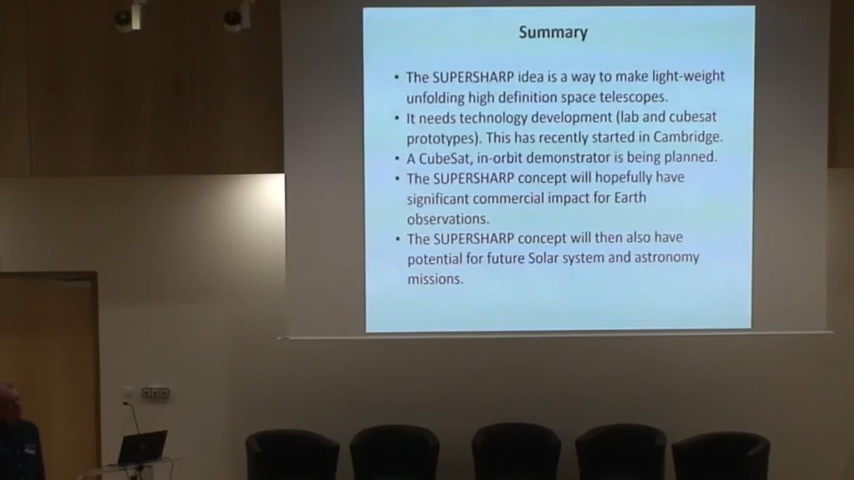 Summary
• The SUPERSHARP idea is a way to make light-weight
unfolding high definition space telescopes.
• It needs technology development (lab and cubesat
prototypes). This has recently started in Cambridge.
• A CubeSat, in-orbit demonstrator is being planned.
• The SUPERSHARP concept will hopefully have
significant commercial impact for Earth
observations.
• The SUPERSHARP concept will then also have
potential for future Solar system and astronomy
missions.